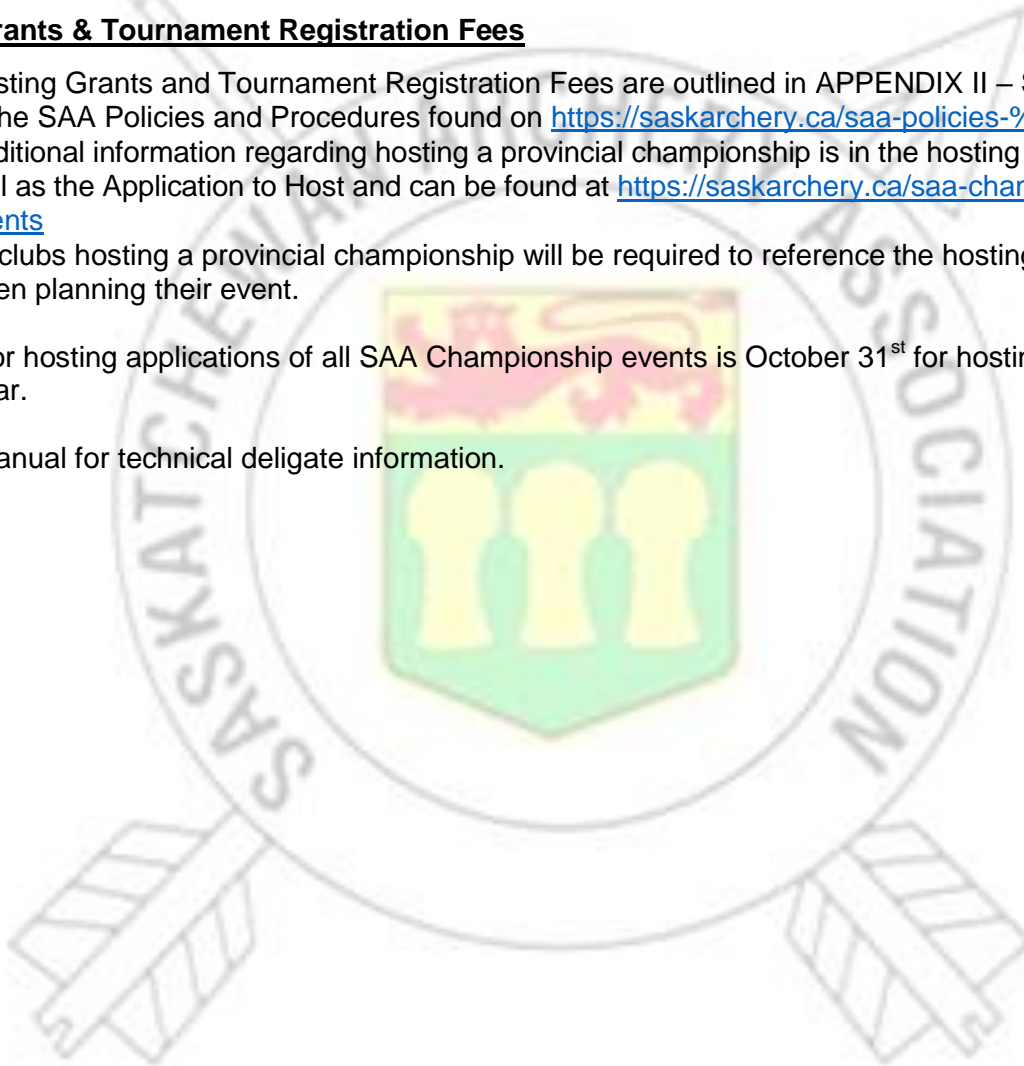 rants & Tournament Registration Fees
sting Grants and Tournament Registration Fees are outlined in APPENDIX II –
he SAA Policies and Procedures found on https://saskarchery.ca/saa-policies-%
ditional information regarding hosting a provincial championship is in the hosting
l as the Application to Host and can be found at https://saskarchery.ca/saa-char
ents
clubs hosting a provincial championship will be required to reference the hosting
en planning their event.
or hosting applications of all SAA Championship events is October 31st for hostin
ar.
anual for technical deligate information.
SASKATCHEWAN ARCHERY ASSOCIATION